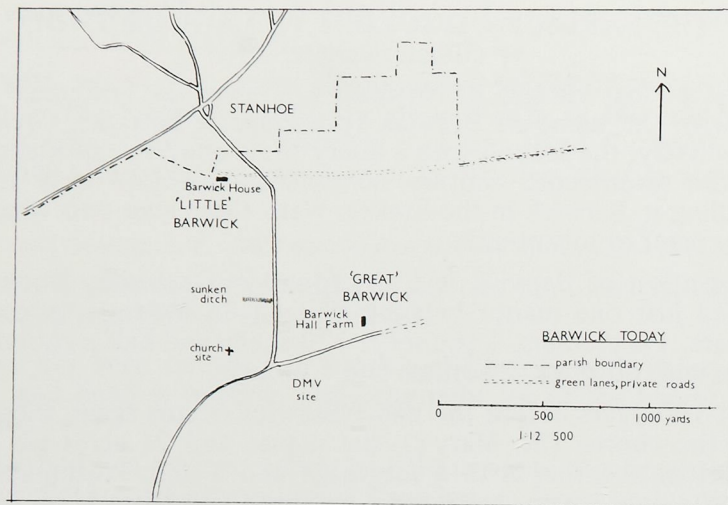 N
STANHOE
Barwick House
'LITTLE'
BARWICK
sunken
ditch
'GREAT'
BARWICK
Barwick
Hall Farm
church
site
DMV
site
BARWICK TODAY
parish boundary
green lanes, private roads
0 500 1000 yards
1·12 500